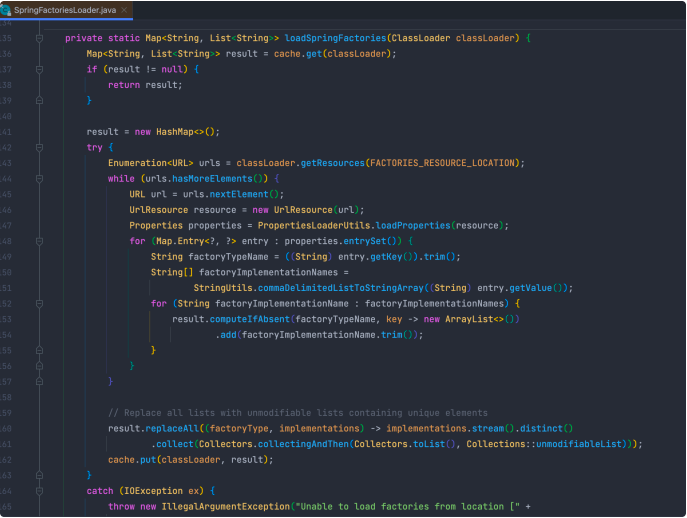 SpringFactoriesLoader.java
135 private static Map<String, List<String>> loadSpringFactories(ClassLoader classLoader) {
136 Map<String, List<String>> result = cache.get(classLoader);
137 if (result != null) {
138 return result;
139 }
140
141 result = new HashMap<>();
142 try {
143 Enumeration<URL> urls = classLoader.getResources(FACTORIES_RESOURCE_LOCATION);
144 while (urls.hasMoreElements()) {
145 URL url = urls.nextElement();
146 UrlResource resource = new UrlResource(url);
147 Properties properties = PropertiesLoaderUtils.loadProperties(resource);
148 for (Map.Entry<?, ?> entry : properties.entrySet()) {
149 String factoryTypeName = ((String) entry.getKey()).trim();
150 String[] factoryImplementationNames =
151 StringUtils.commaDelimitedListToStringArray((String) entry.getValue());
152 for (String factoryImplementationName : factoryImplementationNames) {
153 result.computeIfAbsent(factoryTypeName, key -> new ArrayList<>())
154 .add(factoryImplementationName.trim());
155 }
156 }
157 }
158
159 // Replace all lists with unmodifiable lists containing unique elements
160 result.replaceAll((factoryType, implementations) -> implementations.stream().distinct()
161 .collect(Collectors.collectingAndThen(Collectors.toList(), Collections::unmodifiableList)));
162 cache.put(classLoader, result);
163 }
164 catch (IOException ex) {
165 throw new IllegalArgumentException("Unable to load factories from location [" +